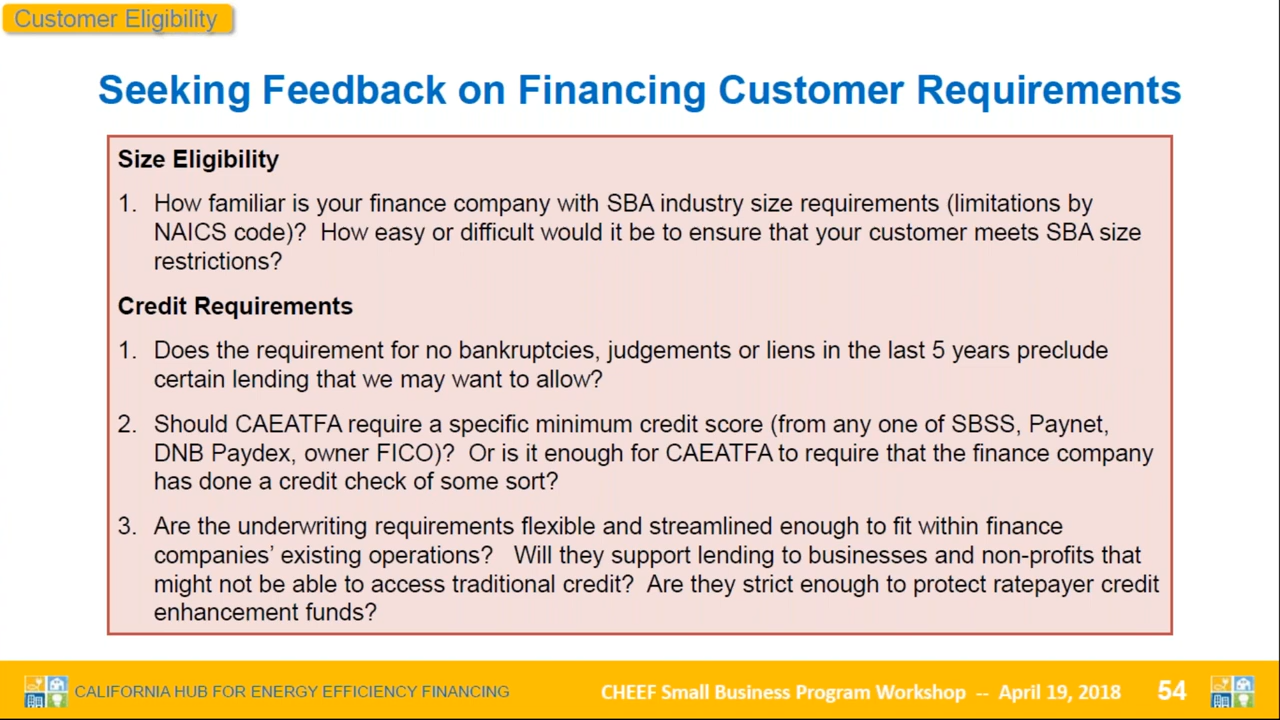 Customer Eligibility
Seeking Feedback on Financing Customer Requirements
Size Eligibility
1. How familiar is your finance company with SBA industry size requirements (limitations by
NAICS code)? How easy or difficult would it be to ensure that your customer meets SBA size
restrictions?
Credit Requirements
1. Does the requirement for no bankruptcies, judgements or liens in the last 5 years preclude
certain lending that we may want to allow?
2. Should CAEATFA require a specific minimum credit score (from any one of SBSS, Paynet,
DNB Paydex, owner FICO)? Or is it enough for CAEATFA to require that the finance company
has done a credit check of some sort?
3. Are the underwriting requirements flexible and streamlined enough to fit within finance
companies’ existing operations? Will they support lending to businesses and non-profits that
might not be able to access traditional credit? Are they strict enough to protect ratepayer credit
enhancement funds?
CALIFORNIA HUB FOR ENERGY EFFICIENCY FINANCING
CHEEF Small Business Program Workshop -- April 19, 2018
54